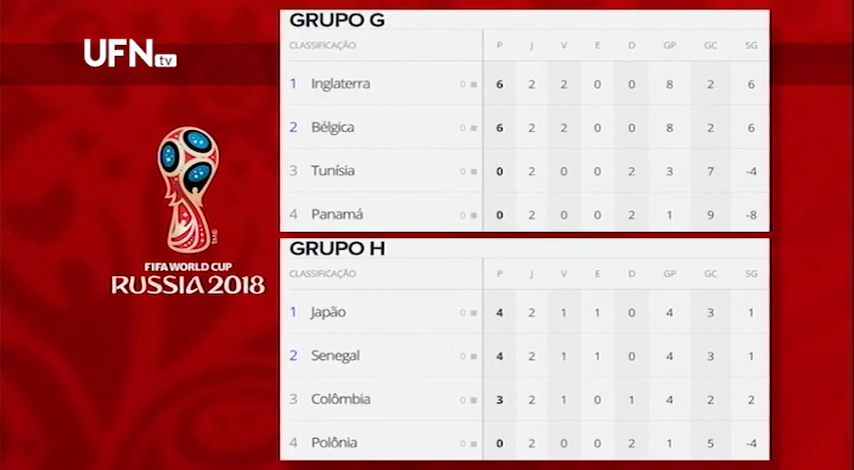 UFN tv
GRUPO G
CLASSIFICAÇÃO P J V E D GP GC SG
1 Inglaterra 0 6 2 2 0 0 8 2 6
2 Bélgica 0 6 2 2 0 0 8 2 6
3 Tunísia 0 0 2 0 0 2 3 7 -4
4 Panamá 0 0 2 0 0 2 1 9 -8
FIFA WORLD CUP
RUSSIA 2018
GRUPO H
CLASSIFICAÇÃO P J V E D GP GC SG
1 Japão 0 4 2 1 1 0 4 3 1
2 Senegal 0 4 2 1 1 0 4 3 1
3 Colômbia 0 3 2 1 0 1 4 2 2
4 Polônia 0 0 2 0 0 2 1 5 -4